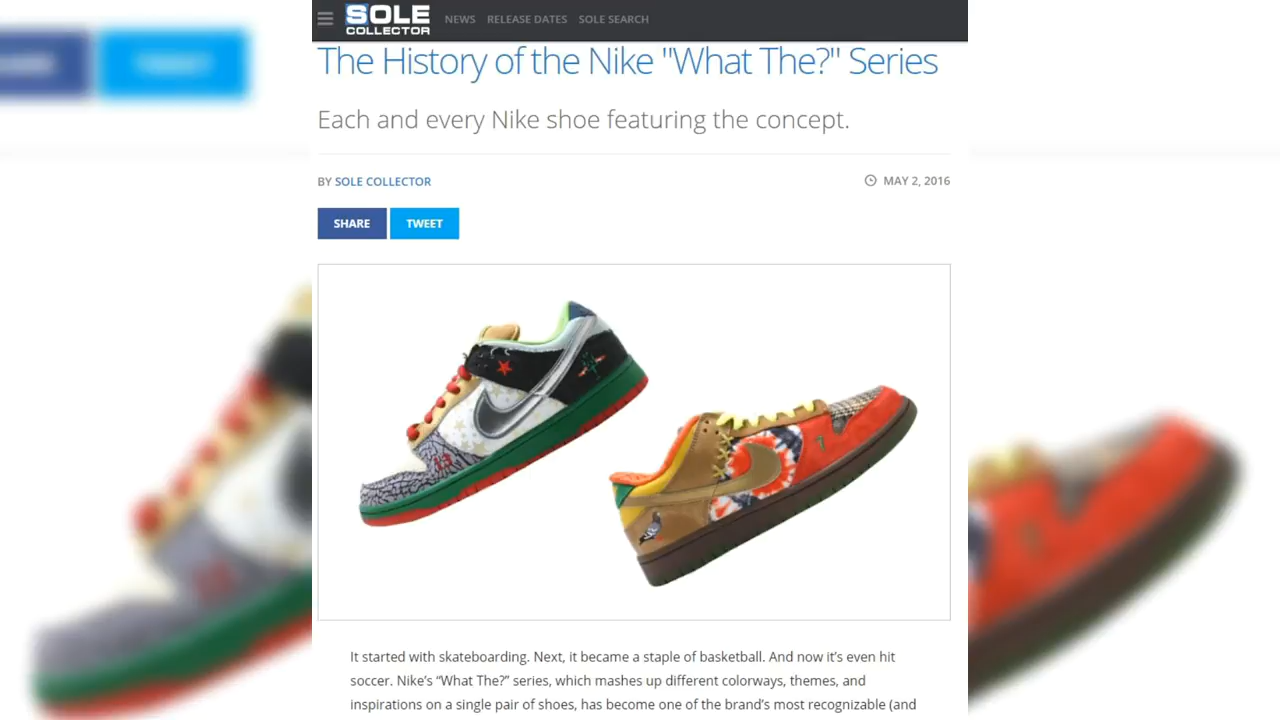 SOLE
COLLECTOR
NEWS RELEASE DATES SOLE SEARCH
The History of the Nike "What The?" Series
Each and every Nike shoe featuring the concept.
BY SOLE COLLECTOR
MAY 2, 2016
SHARE TWEET
13
7
It started with skateboarding. Next, it became a staple of basketball. And now it’s even hit
soccer. Nike’s “What The?” series, which mashes up different colorways, themes, and
inspirations on a single pair of shoes, has become one of the brand’s most recognizable (and